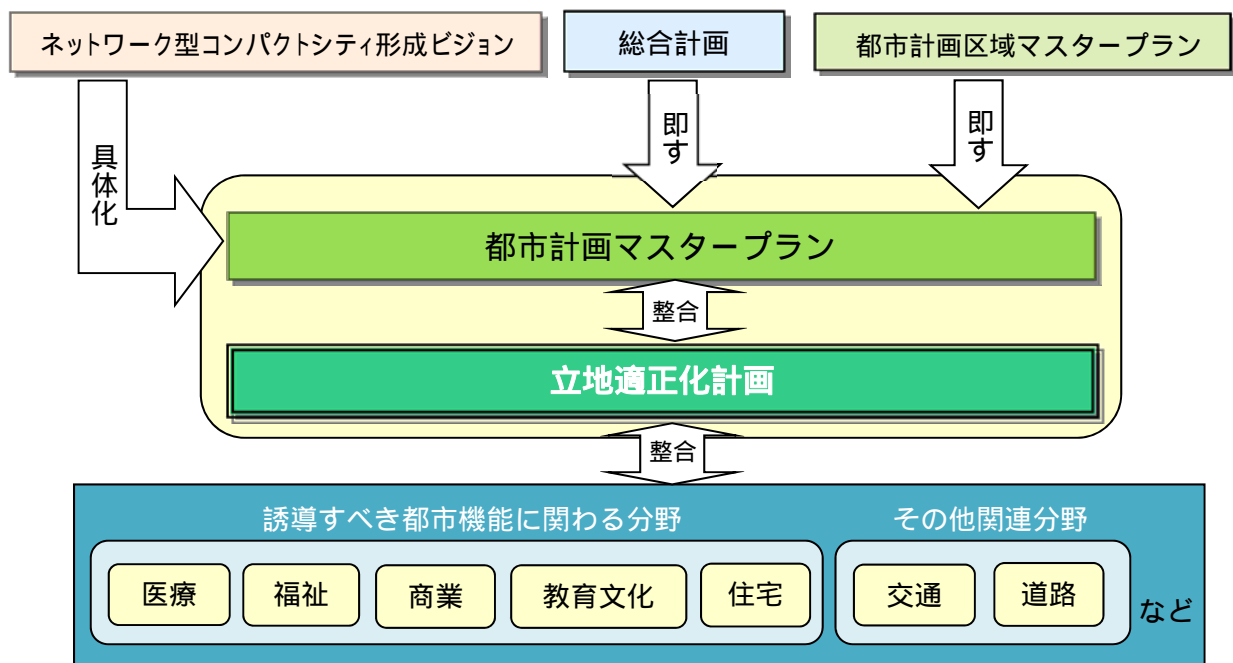 ネットワーク型コンパクトシティ形成ビジョン
総合計画
都市計画区域マスタープラン
具体化
即す
即す
都市計画マスタープラン
整合
立地適正化計画
整合
誘導すべき都市機能に関わる分野
その他関連分野
医療
福祉
商業
教育文化
住宅
交通
道路
など